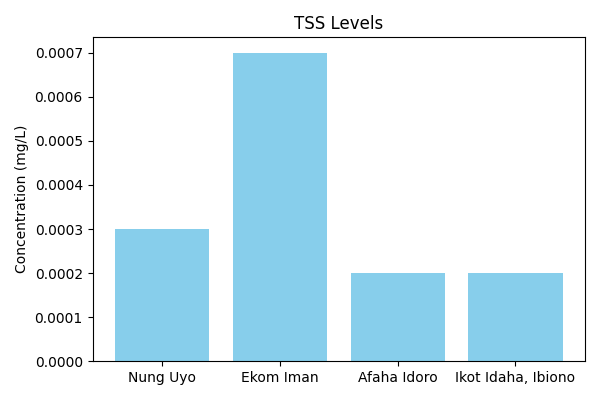 TSS Levels
Concentration (mg/L)
0.0007
0.0006
0.0005
0.0004
0.0003
0.0002
0.0001
0.0000
Nung Uyo
Ekom Iman
Afaha Idoro
Ikot Idaha, Ibiono